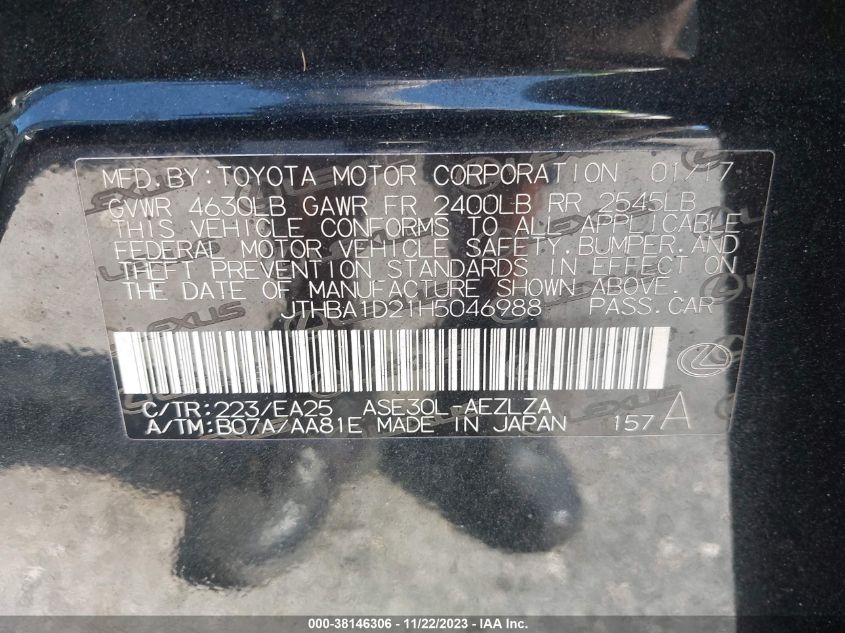 MFD. BY: TOYOTA MOTOR CORPORATION 01/17
GVWR 4630LB GAWR FR 2400LB RR 2545LB
THIS VEHICLE CONFORMS TO ALL APPLICABLE
FEDERAL MOTOR VEHICLE SAFETY, BUMPER, AND
THEFT PREVENTION STANDARDS IN EFFECT ON
THE DATE OF MANUFACTURE SHOWN ABOVE.
JTHBA1D21H5046988 PASS.CAR
C/TR:223/EA25 ASE30L-AEZLZA
A/TM:B07A/AA81E MADE IN JAPAN 157A
000-38146306 - 11/22/2023 - IAA Inc.